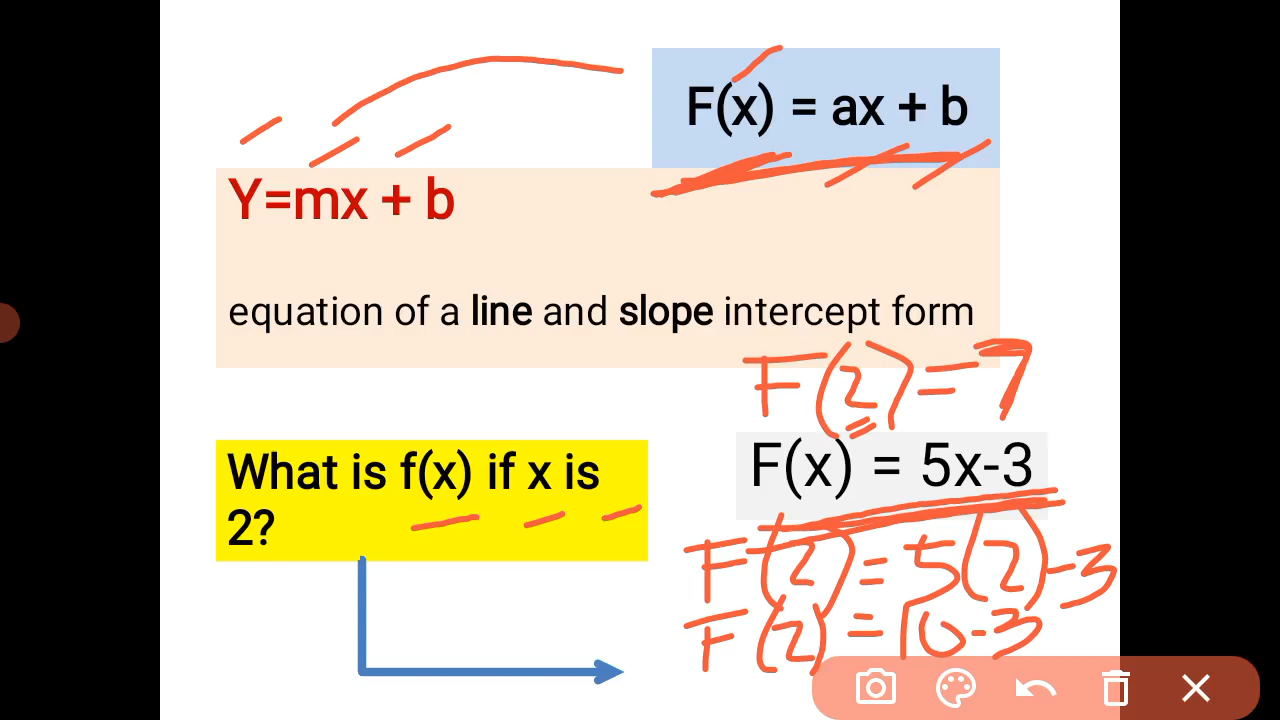 F(x) = ax + b
Y=mx + b
equation of a line and slope intercept form
F(2)=7
What is f(x) if x is
2?
F(x) = 5x-3
F(2)=5(2)-3
F(2)=10-3